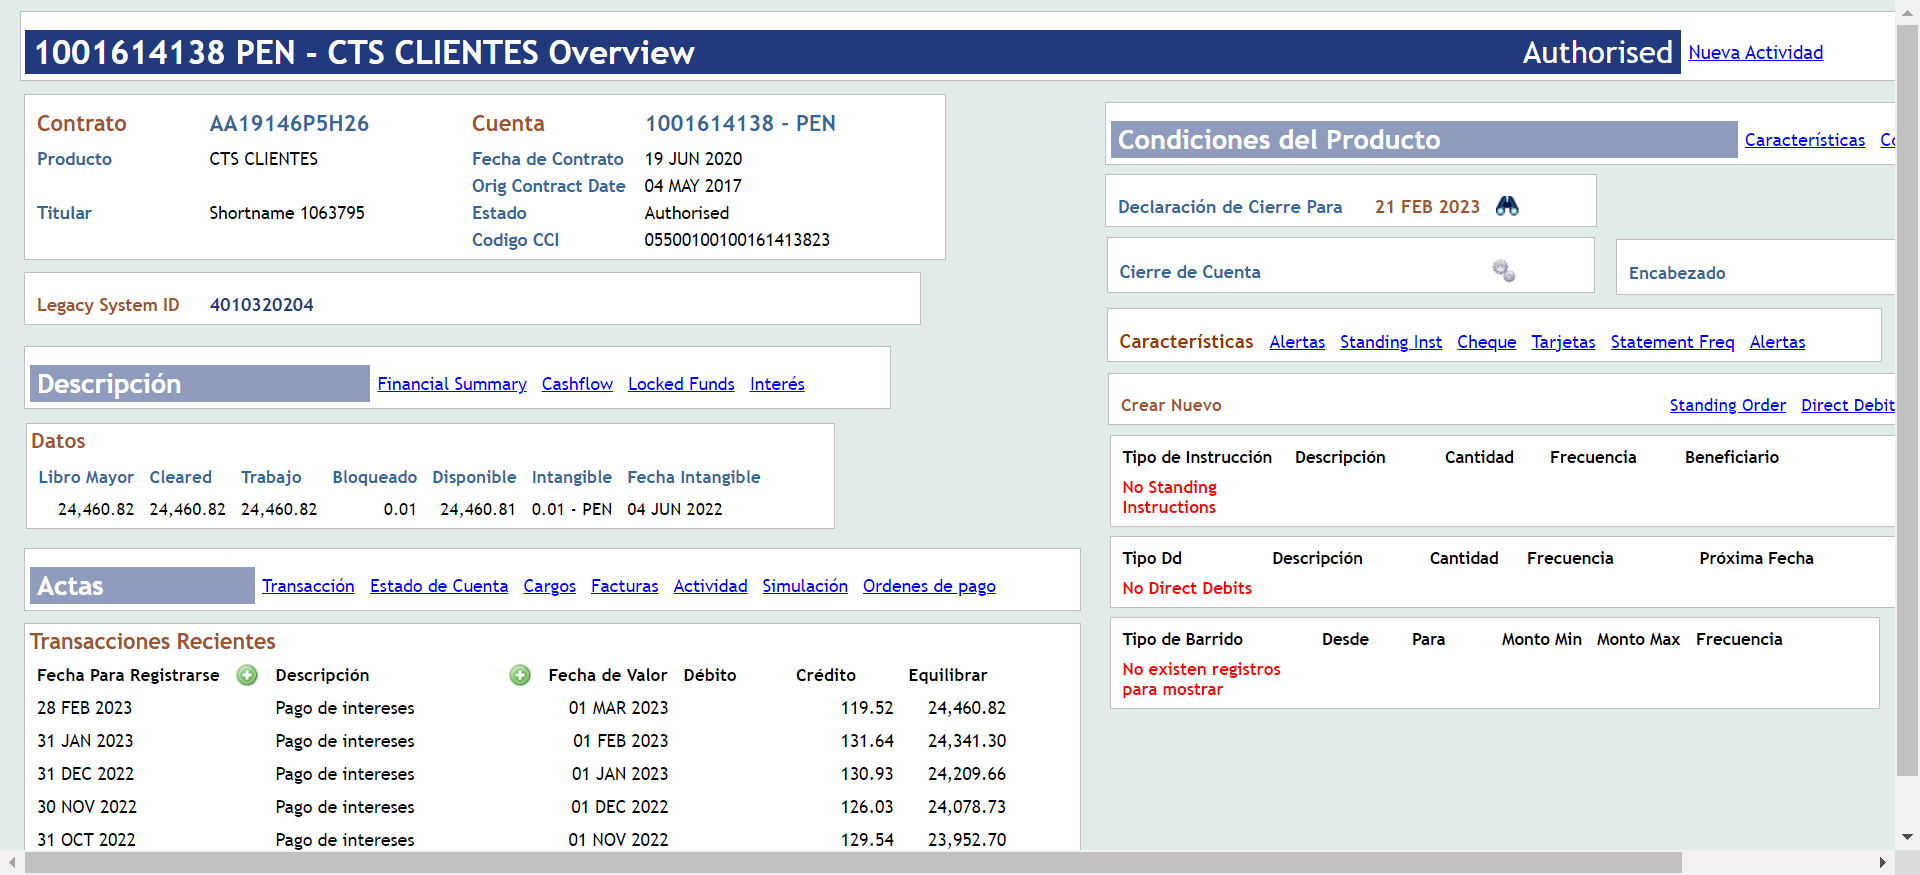 1001614138 PEN - CTS CLIENTES Overview Authorised Nueva Actividad
Contrato AA19146P5H26 Cuenta 1001614138 - PEN
Producto CTS CLIENTES Fecha de Contrato 19 JUN 2020
Orig Contract Date 04 MAY 2017
Titular Shortname 1063795 Estado Authorised
Codigo CCI 05500100100161413823
Legacy System ID 4010320204
Descripción Financial Summary Cashflow Locked Funds Interés
Datos
Libro Mayor Cleared Trabajo Bloqueado Disponible Intangible Fecha Intangible
24,460.82 24,460.82 24,460.82 0.01 24,460.81 0.01 - PEN 04 JUN 2022
Actas Transacción Estado de Cuenta Cargos Facturas Actividad Simulación Ordenes de pago
Transacciones Recientes
Fecha Para Registrarse Descripción Fecha de Valor Débito Crédito Equilibrar
28 FEB 2023 Pago de intereses 01 MAR 2023 119.52 24,460.82
31 JAN 2023 Pago de intereses 01 FEB 2023 131.64 24,341.30
31 DEC 2022 Pago de intereses 01 JAN 2023 130.93 24,209.66
30 NOV 2022 Pago de intereses 01 DEC 2022 126.03 24,078.73
31 OCT 2022 Pago de intereses 01 NOV 2022 129.54 23,952.70
Condiciones del Producto Características
Declaración de Cierre Para 21 FEB 2023
Cierre de Cuenta Encabezado
Características Alertas Standing Inst Cheque Tarjetas Statement Freq Alertas
Crear Nuevo Standing Order Direct Debit
Tipo de Instrucción Descripción Cantidad Frecuencia Beneficiario
No Standing
Instructions
Tipo Dd Descripción Cantidad Frecuencia Próxima Fecha
No Direct Debits
Tipo de Barrido Desde Para Monto Min Monto Max Frecuencia
No existen registros
para mostrar